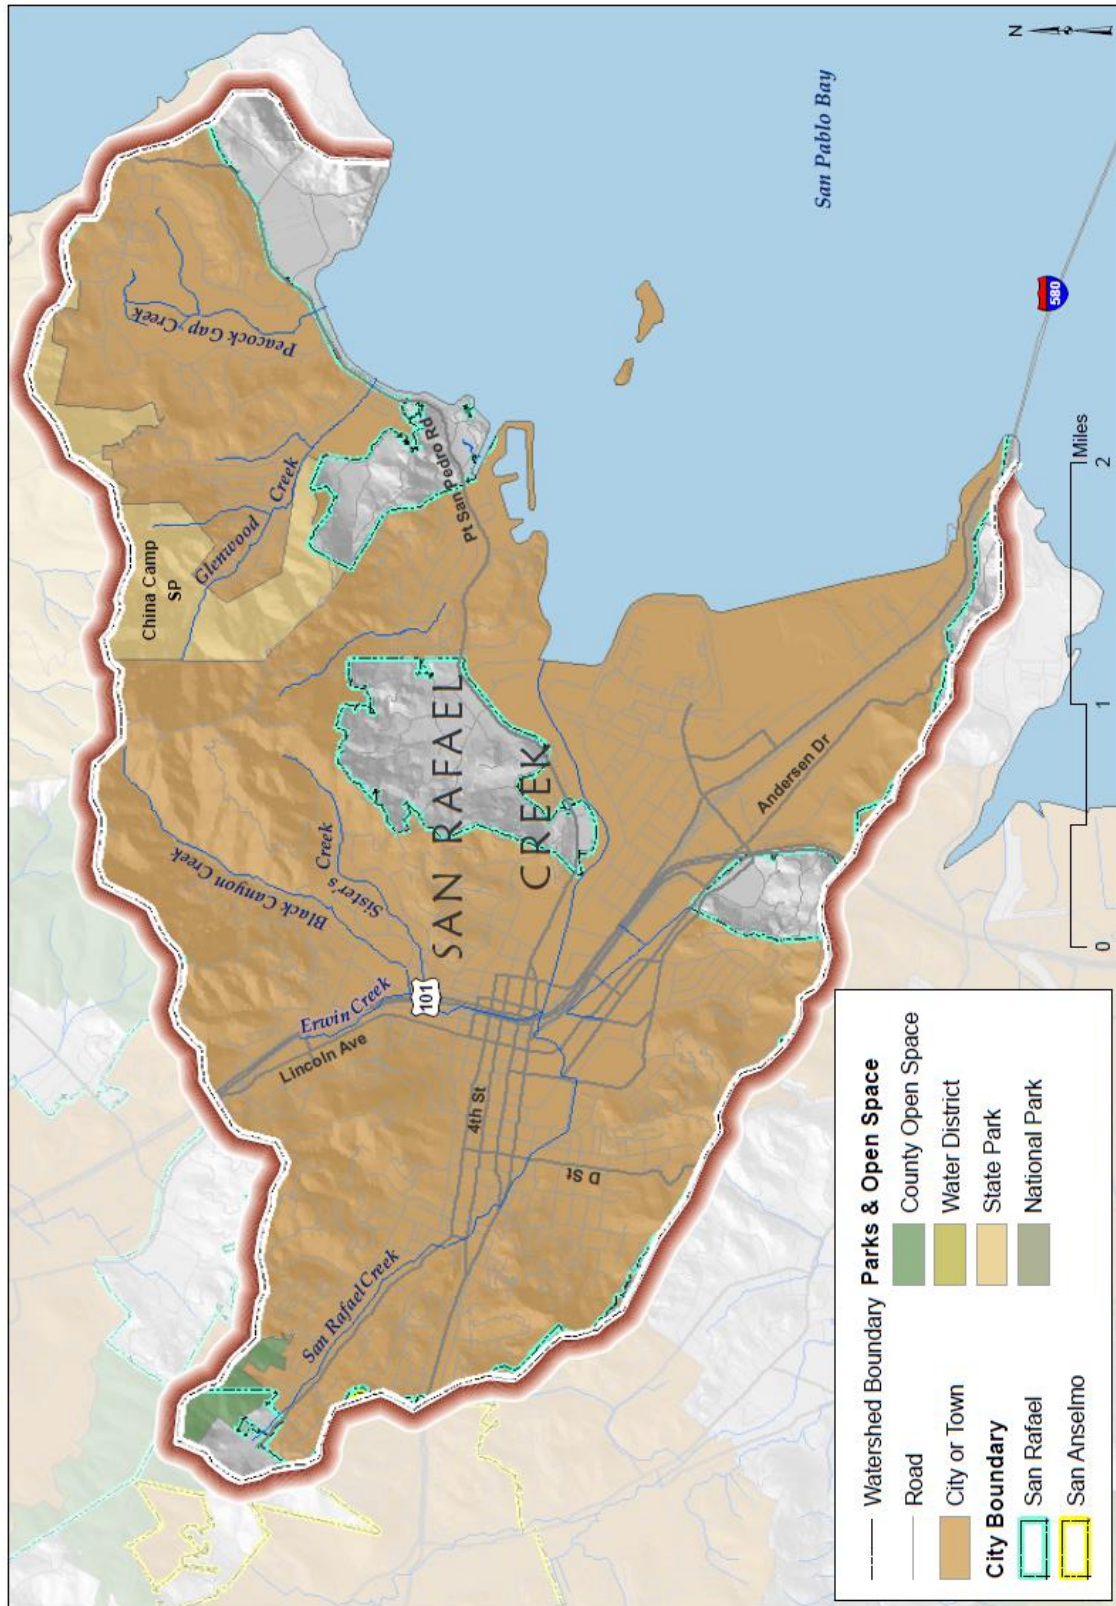 San Pablo Bay
N
580
Peacock Gap Creek
Glenwood Creek
China Camp
SP
Pt San Pedro Rd
SAN RAFAEL
CREEK
Sister's Creek
Black Canyon Creek
Erwin Creek
101
Lincoln Ave
4th St
D St
San Rafael Creek
Andersen Dr
0 1 2
Miles
Watershed Boundary
Road
City or Town
City Boundary
San Rafael
San Anselmo
Parks & Open Space
County Open Space
Water District
State Park
National Park